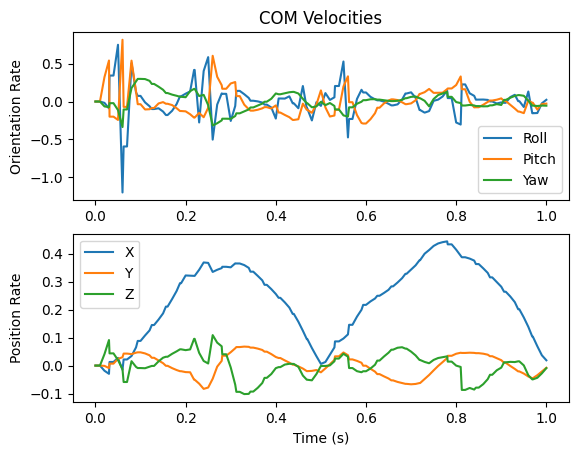 COM Velocities
Orientation Rate
0.5
0.0
−0.5
−1.0
Roll
Pitch
Yaw
0.0
0.2
0.4
0.6
0.8
1.0
Position Rate
0.4
0.3
0.2
0.1
0.0
−0.1
X
Y
Z
0.0
0.2
0.4
0.6
0.8
1.0
Time (s)